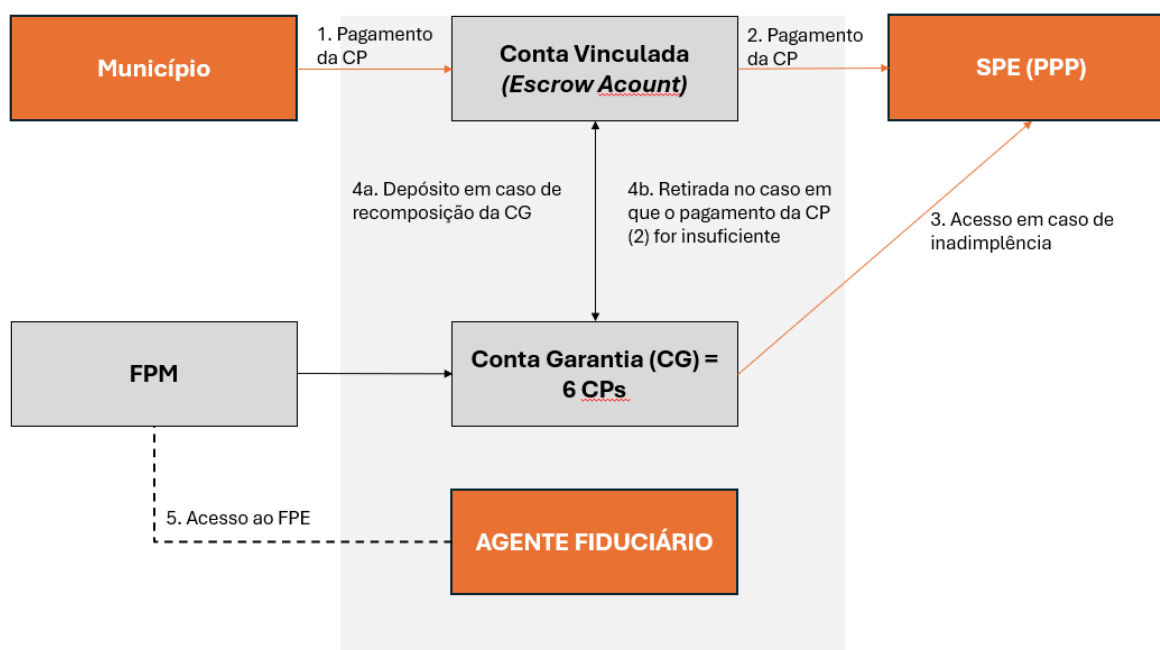 1. Pagamento
da CP
2. Pagamento
da CP
Município
Conta Vinculada
(Escrow Acount)
SPE (PPP)
4a. Depósito em caso de
recomposição da CG
4b. Retirada no caso em
que o pagamento da CP
(2) for insuficiente
3. Acesso em caso de
inadimplência
FPM
Conta Garantia (CG) =
6 CPs
5. Acesso ao FPE
AGENTE FIDUCIÁRIO